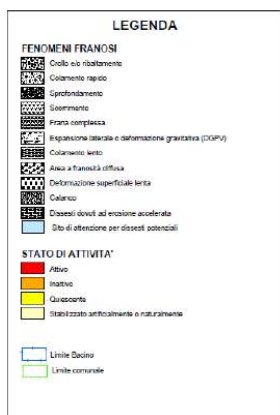 LEGENDA
FENOMENI FRANOSI
Crollo e/o ribaltamento
Colamento rapido
Sprofondamento
Scorrimento
Frana complessa
Espansione laterale o deformazione gravitativa (DGPV)
Colamento lento
Area a franosità diffusa
Deformazione superficiale lenta
Calanco
Dissesti dovuti ad erosione accelerata
Sito di attenzione per dissesti potenziali
STATO DI ATTIVITA'
Attivo
Inattivo
Quiescente
Stabilizzato artificialmente o naturalmente
Limite Bacino
Limite comunale